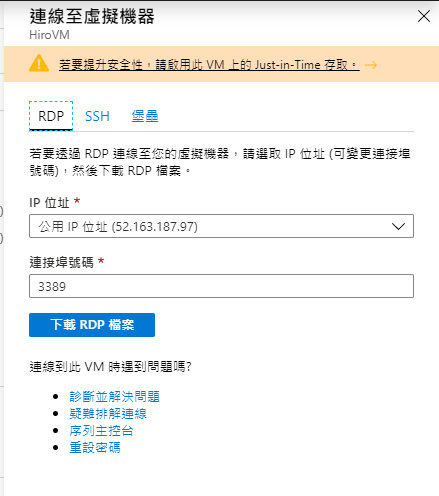 連線至虛擬機器
HiroVM
若要提升安全性，請啟用此 VM 上的 Just-in-Time 存取。 →
RDP SSH 堡壘
若要透過 RDP 連線至您的虛擬機器，請選取 IP 位址 (可變更連接埠
號碼)，然後下載 RDP 檔案。
IP 位址 *
公用 IP 位址 (52.163.187.97)
連接埠號碼 *
3389
下載 RDP 檔案
連線到此 VM 時遇到問題嗎?
診斷並解決問題
疑難排解連線
序列主控台
重設密碼